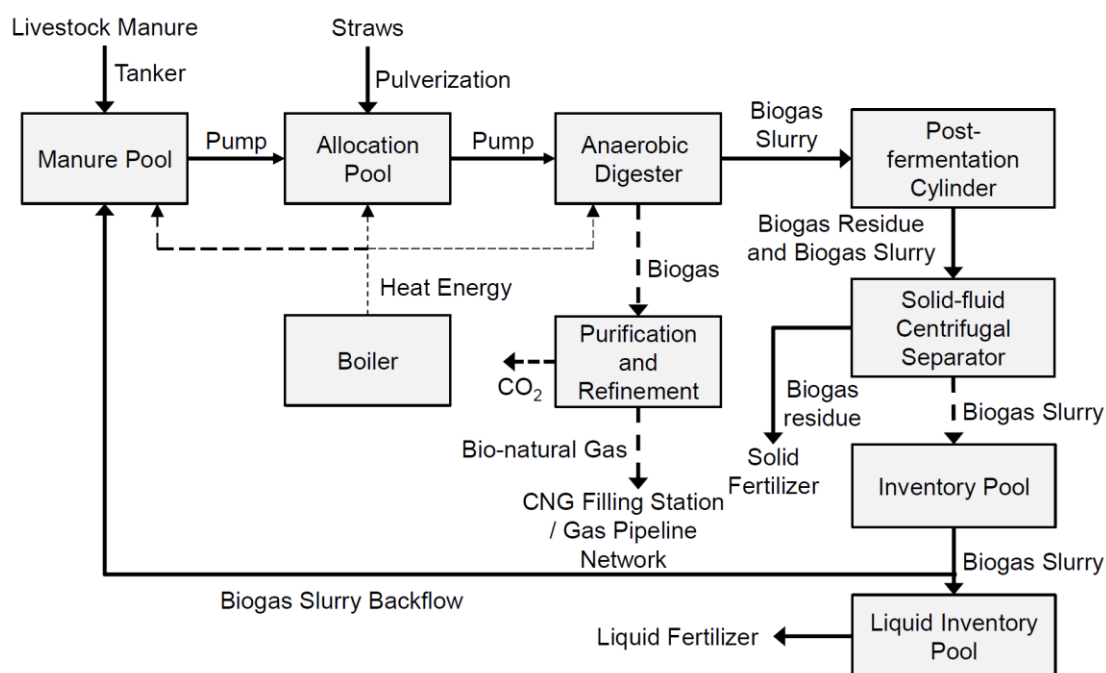 Livestock Manure
Straws
Tanker
Pulverization
Manure Pool
Pump
Allocation
Pool
Pump
Anaerobic
Digester
Biogas
Slurry
Post-
fermentation
Cylinder
Biogas Residue
and Biogas Slurry
Heat Energy
Biogas
Boiler
Purification
and
Refinement
CO₂
Solid-fluid
Centrifugal
Separator
Biogas
residue
Biogas Slurry
Solid
Fertilizer
Bio-natural Gas
CNG Filling Station
/ Gas Pipeline
Network
Inventory Pool
Biogas Slurry
Biogas Slurry Backflow
Liquid Fertilizer
Liquid Inventory
Pool